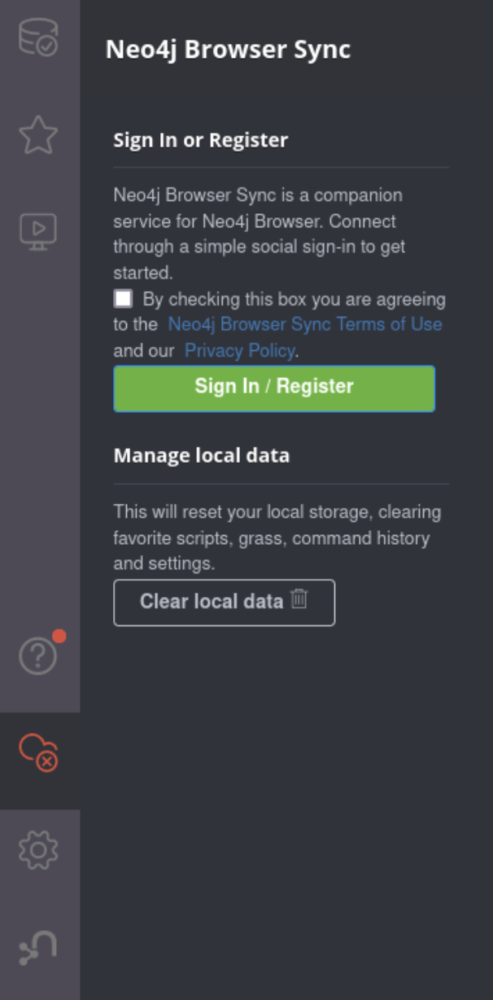 Neo4j Browser Sync
Sign In or Register
Neo4j Browser Sync is a companion
service for Neo4j Browser. Connect
through a simple social sign-in to get
started.
By checking this box you are agreeing
to the Neo4j Browser Sync Terms of Use
and our Privacy Policy.
Sign In / Register
Manage local data
This will reset your local storage, clearing
favorite scripts, grass, command history
and settings.
Clear local data